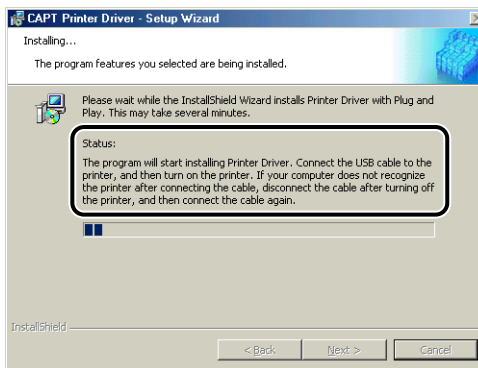 CAPT Printer Driver - Setup Wizard
Installing...
The program features you selected are being installed.
Please wait while the InstallShield Wizard installs Printer Driver with Plug and
Play. This may take several minutes.
Status:
The program will start installing Printer Driver. Connect the USB cable to the
printer, and then turn on the printer. If your computer does not recognize
the printer after connecting the cable, disconnect the cable after turning off
the printer, and then connect the cable again.
InstallShield
< Back Next > Cancel